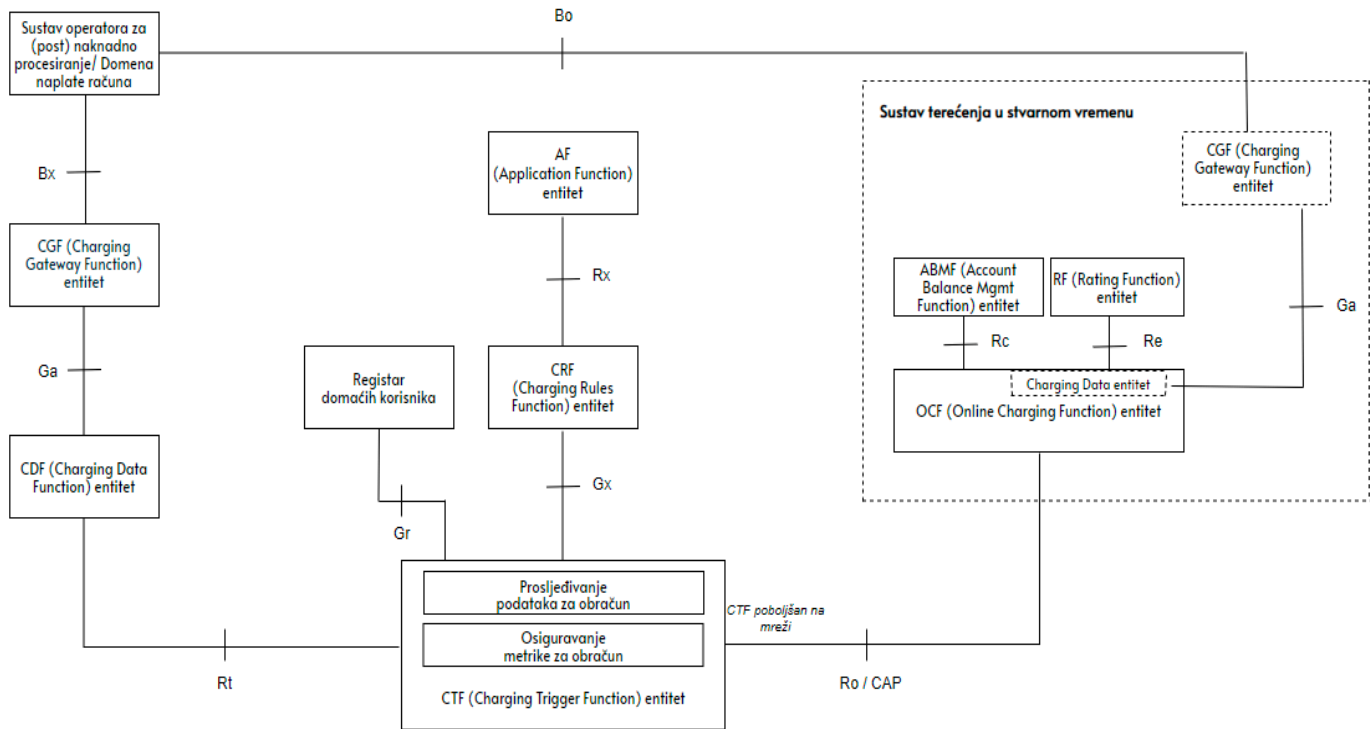 Sustav operatora za
(post) naknadno
procesiranje/ Domena
naplate računa
Bo
Sustav terećenja u stvarnom vremenu
CGF (Charging
Gateway Function)
entitet
AF
(Application Function)
entitet
Bx
CGF (Charging
Gateway Function)
entitet
Rx
ABMF (Account
Balance Mgmt
Function) entitet
RF (Rating Function)
entitet
Ga
Rc
Re
Ga
Registar
domaćih korisnika
CRF
(Charging Rules
Function) entitet
Charging Data entitet
OCF (Online Charging Function) entitet
CDF (Charging Data
Function) entitet
Gx
Gr
Prosljeđivanje
podataka za obračun
Osiguravanje
metrike za obračun
CTF (Charging Trigger Function) entitet
CTF poboljšan na
mreži
Rt
Ro / CAP